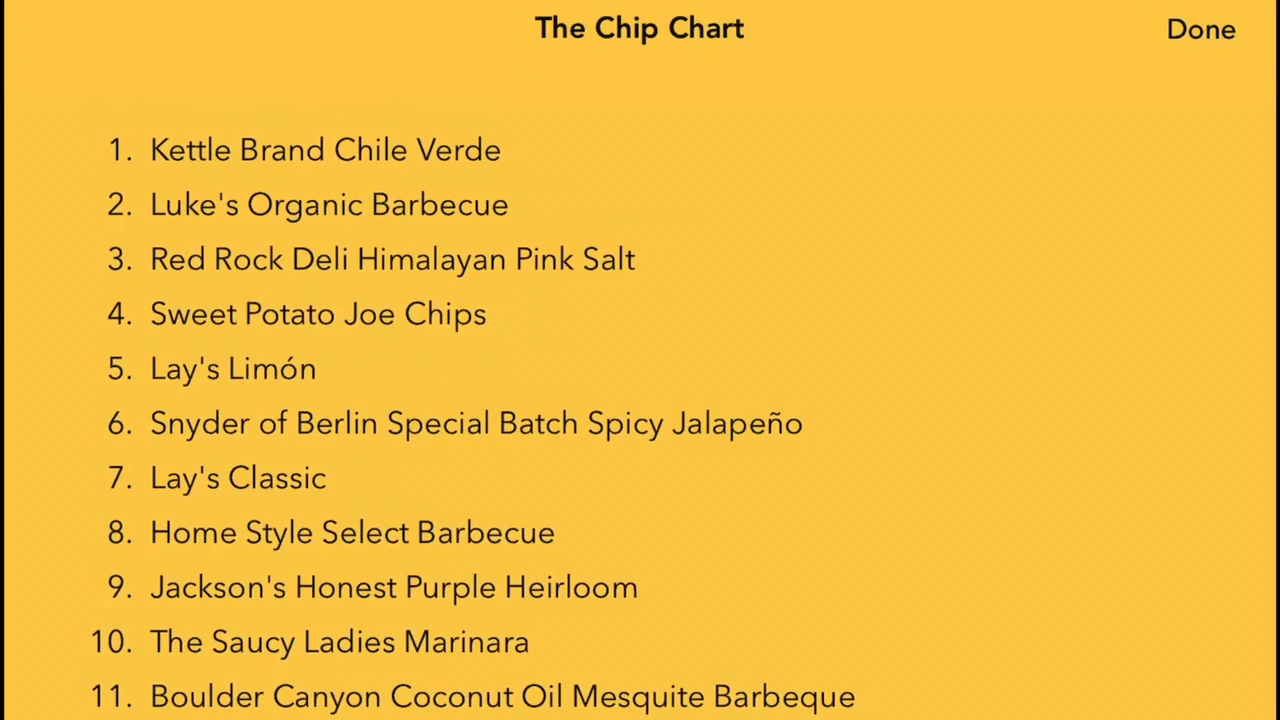 The Chip Chart
Done
1. Kettle Brand Chile Verde
2. Luke's Organic Barbecue
3. Red Rock Deli Himalayan Pink Salt
4. Sweet Potato Joe Chips
5. Lay's Limón
6. Snyder of Berlin Special Batch Spicy Jalapeño
7. Lay's Classic
8. Home Style Select Barbecue
9. Jackson's Honest Purple Heirloom
10. The Saucy Ladies Marinara
11. Boulder Canyon Coconut Oil Mesquite Barbeque